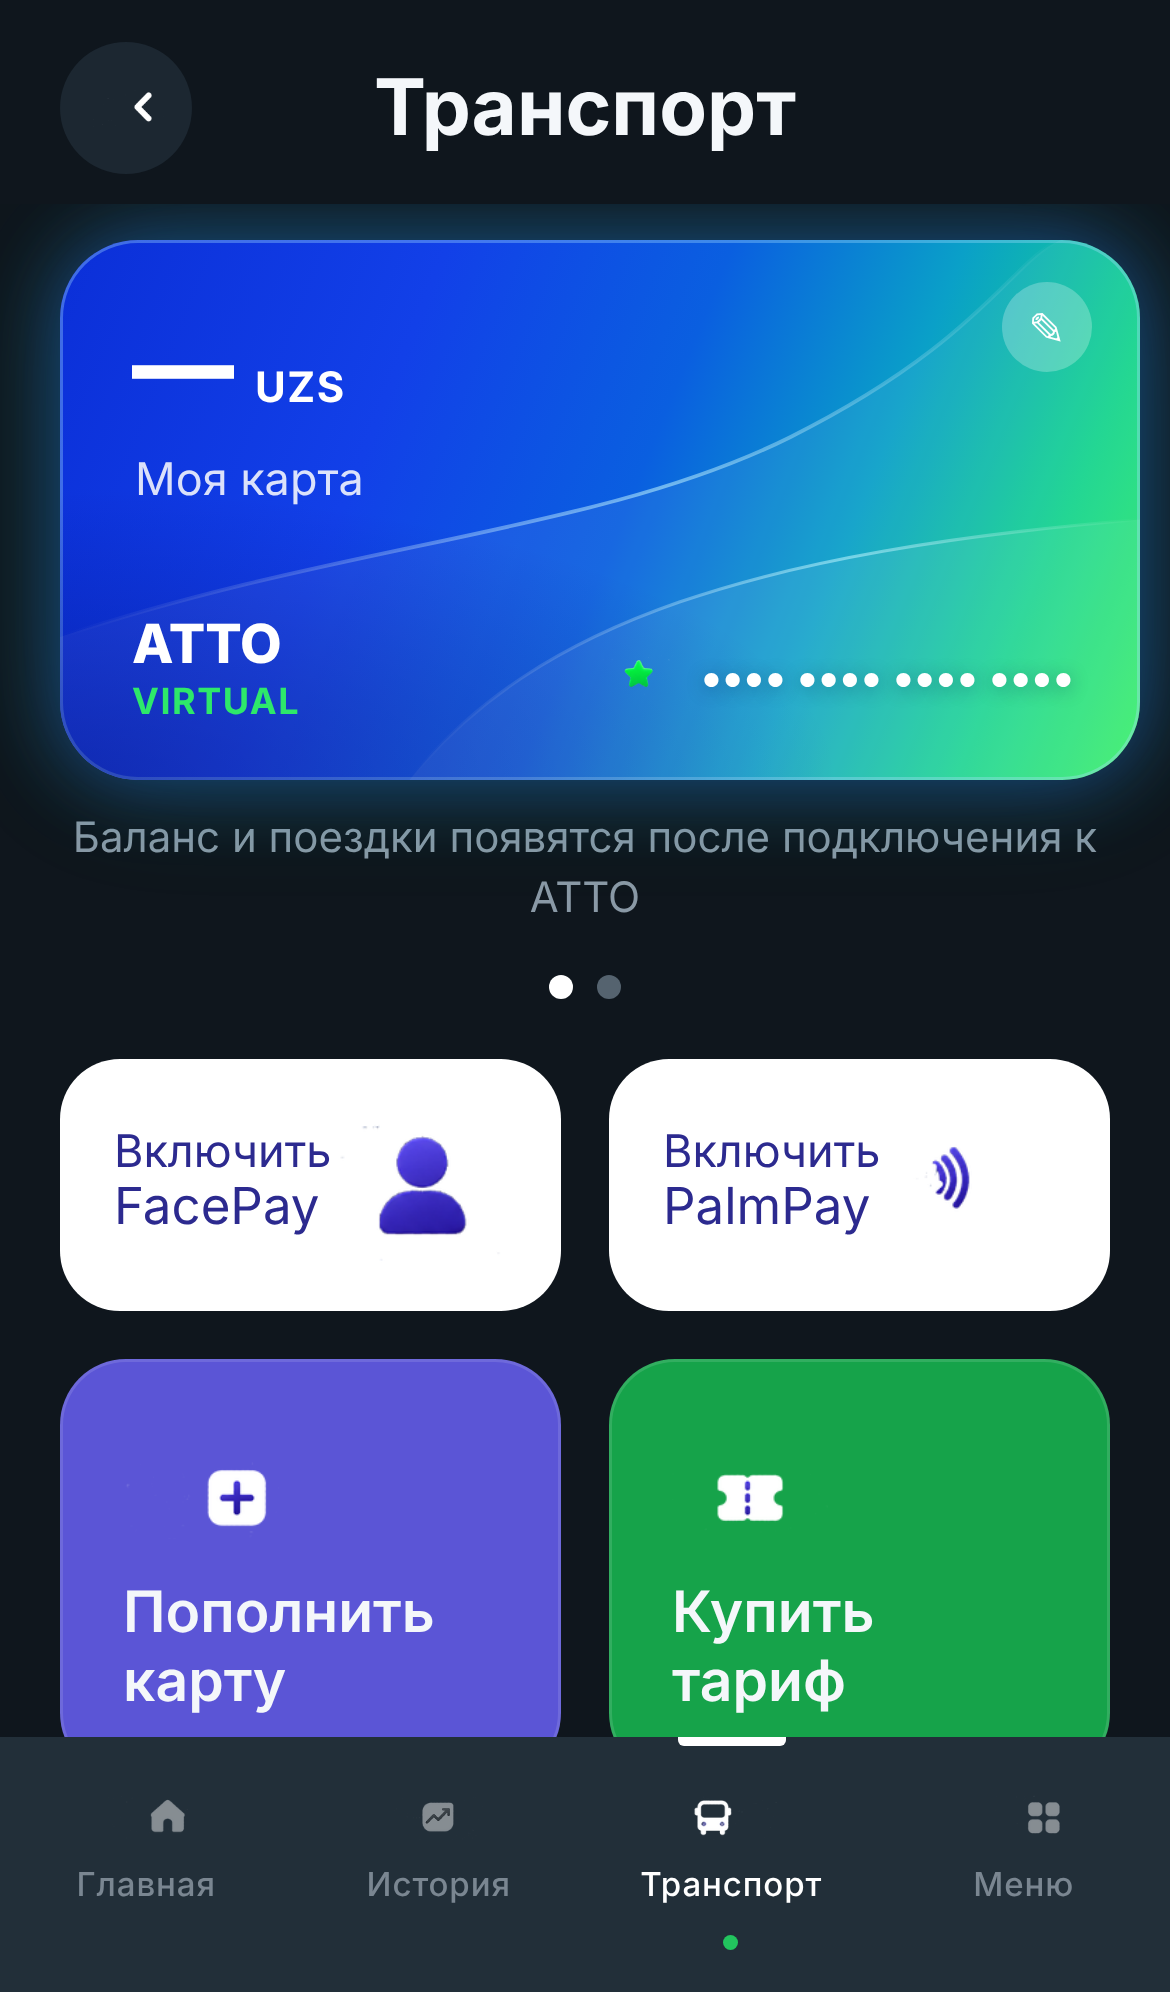 Транспорт
— UZS
Моя карта
ATTO
VIRTUAL
•••• •••• •••• ••••
Баланс и поездки появятся после подключения к
ATTO
Включить
FacePay
Включить
PalmPay
Пополнить
карту
Купить
тариф
Главная
История
Транспорт
Меню